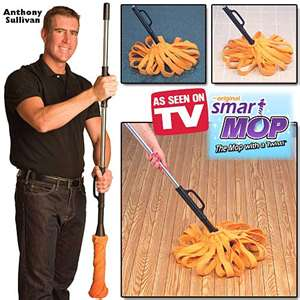 Anthony
Sullivan
AS SEEN ON
TV
original
smart
MOP
The Mop with a Twist!